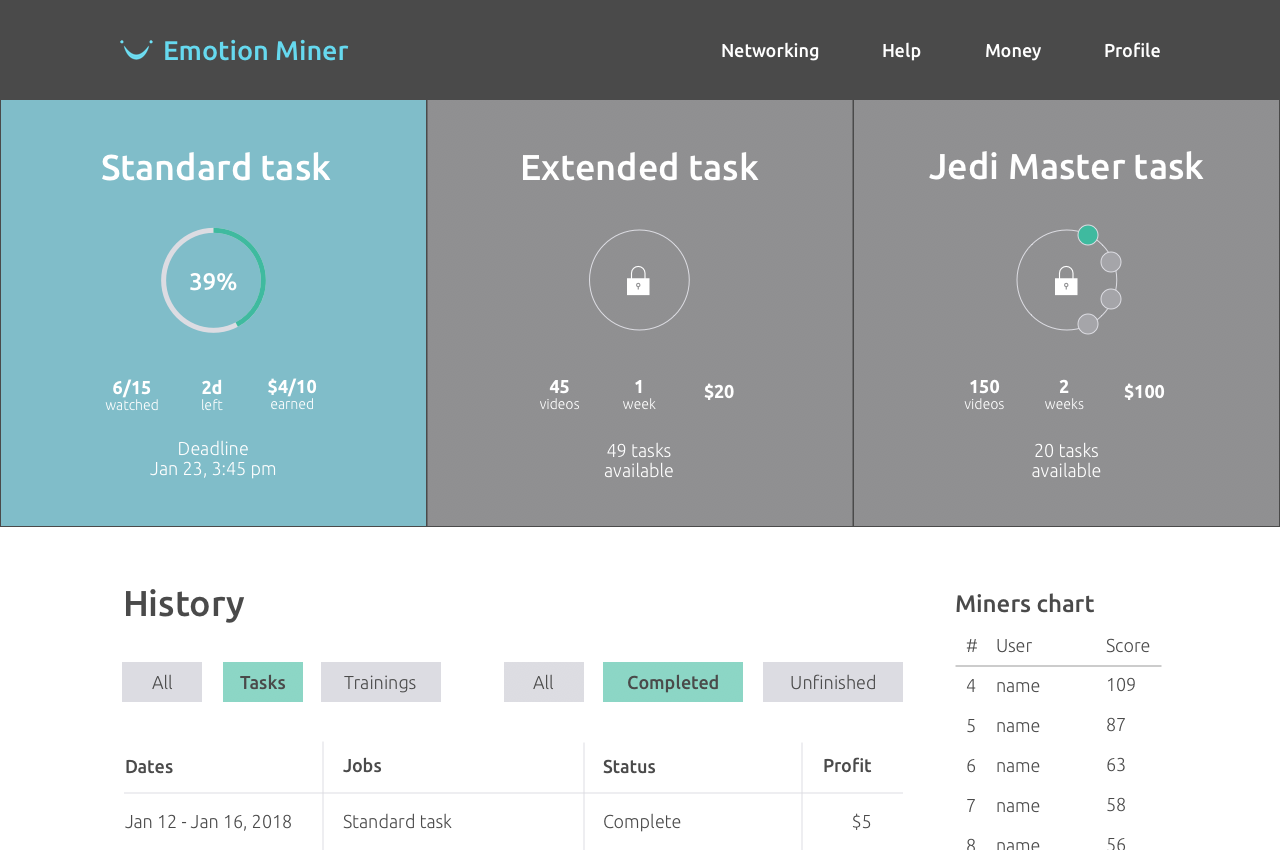 Emotion Miner
Networking Help Money Profile
Standard task
39%
6/15 2d $4/10
watched left earned
Deadline
Jan 23, 3:45 pm
Extended task
45 1 $20
videos week
49 tasks
available
Jedi Master task
150 2 $100
videos weeks
20 tasks
available
History
All Tasks Trainings All Completed Unfinished
Dates Jobs Status Profit
Jan 12 - Jan 16, 2018 Standard task Complete $5
Miners chart
# User Score
4 name 109
5 name 87
6 name 63
7 name 58
8 name 56